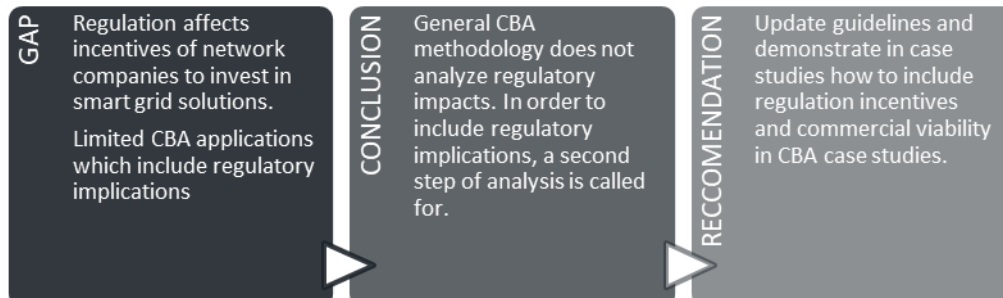 GAP
Regulation affects
incentives of network
companies to invest in
smart grid solutions.
Limited CBA applications
which include regulatory
implications
CONCLUSION
General CBA
methodology does not
analyze regulatory
impacts. In order to
include regulatory
implications, a second
step of analysis is called
for.
RECCOMENDATION
Update guidelines and
demonstrate in case
studies how to include
regulation incentives
and commercial viability
in CBA case studies.